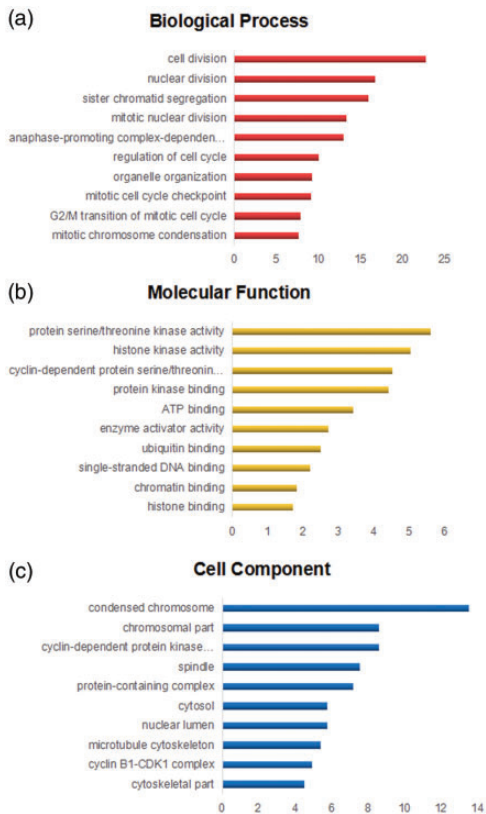 (a)
Biological Process
cell division
nuclear division
sister chromatid segregation
mitotic nuclear division
anaphase-promoting complex-dependen...
regulation of cell cycle
organelle organization
mitotic cell cycle checkpoint
G2/M transition of mitotic cell cycle
mitotic chromosome condensation
0 5 10 15 20 25
(b)
Molecular Function
protein serine/threonine kinase activity
histone kinase activity
cyclin-dependent protein serine/threonin...
protein kinase binding
ATP binding
enzyme activator activity
ubiquitin binding
single-stranded DNA binding
chromatin binding
histone binding
0 1 2 3 4 5 6
(c)
Cell Component
condensed chromosome
chromosomal part
cyclin-dependent protein kinase...
spindle
protein-containing complex
cytosol
nuclear lumen
microtubule cytoskeleton
cyclin B1-CDK1 complex
cytoskeletal part
0 2 4 6 8 10 12 14